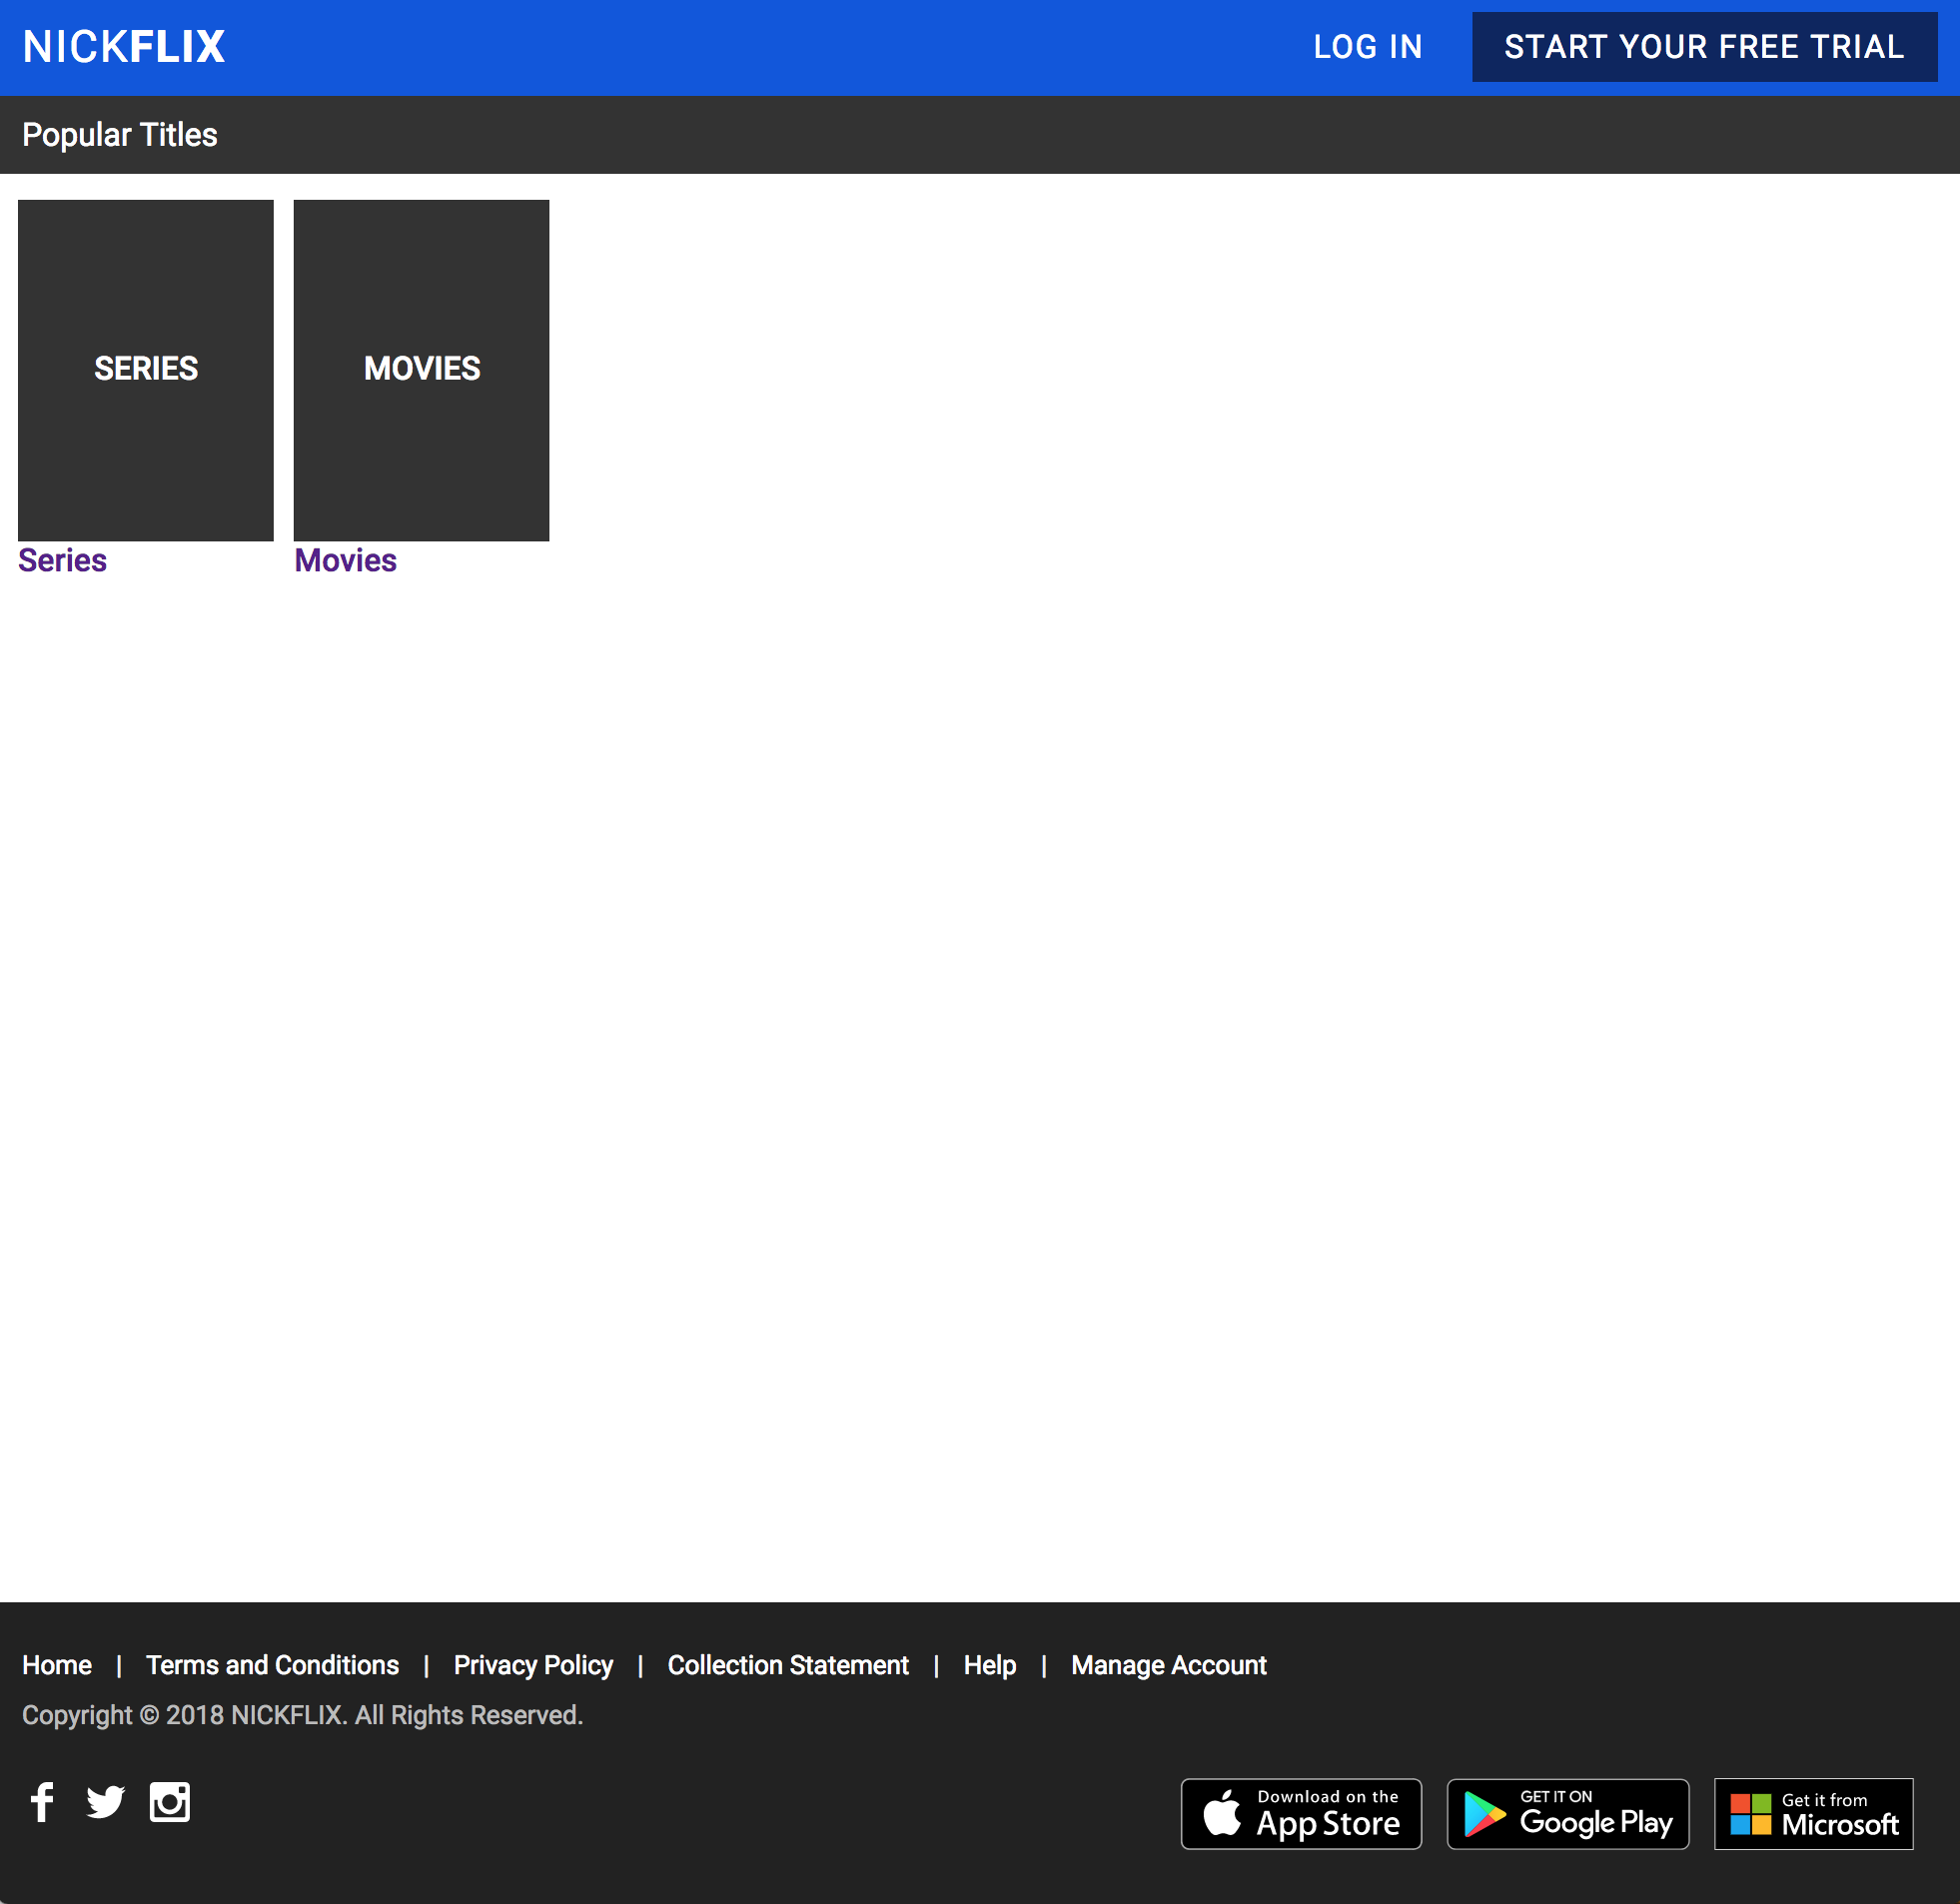 NICKFLIX LOG IN START YOUR FREE TRIAL
Popular Titles
SERIES MOVIES
Series Movies
Home | Terms and Conditions | Privacy Policy | Collection Statement | Help | Manage Account
Copyright © 2018 NICKFLIX. All Rights Reserved.
Download on the
App Store
GET IT ON
Google Play
Get it from
Microsoft